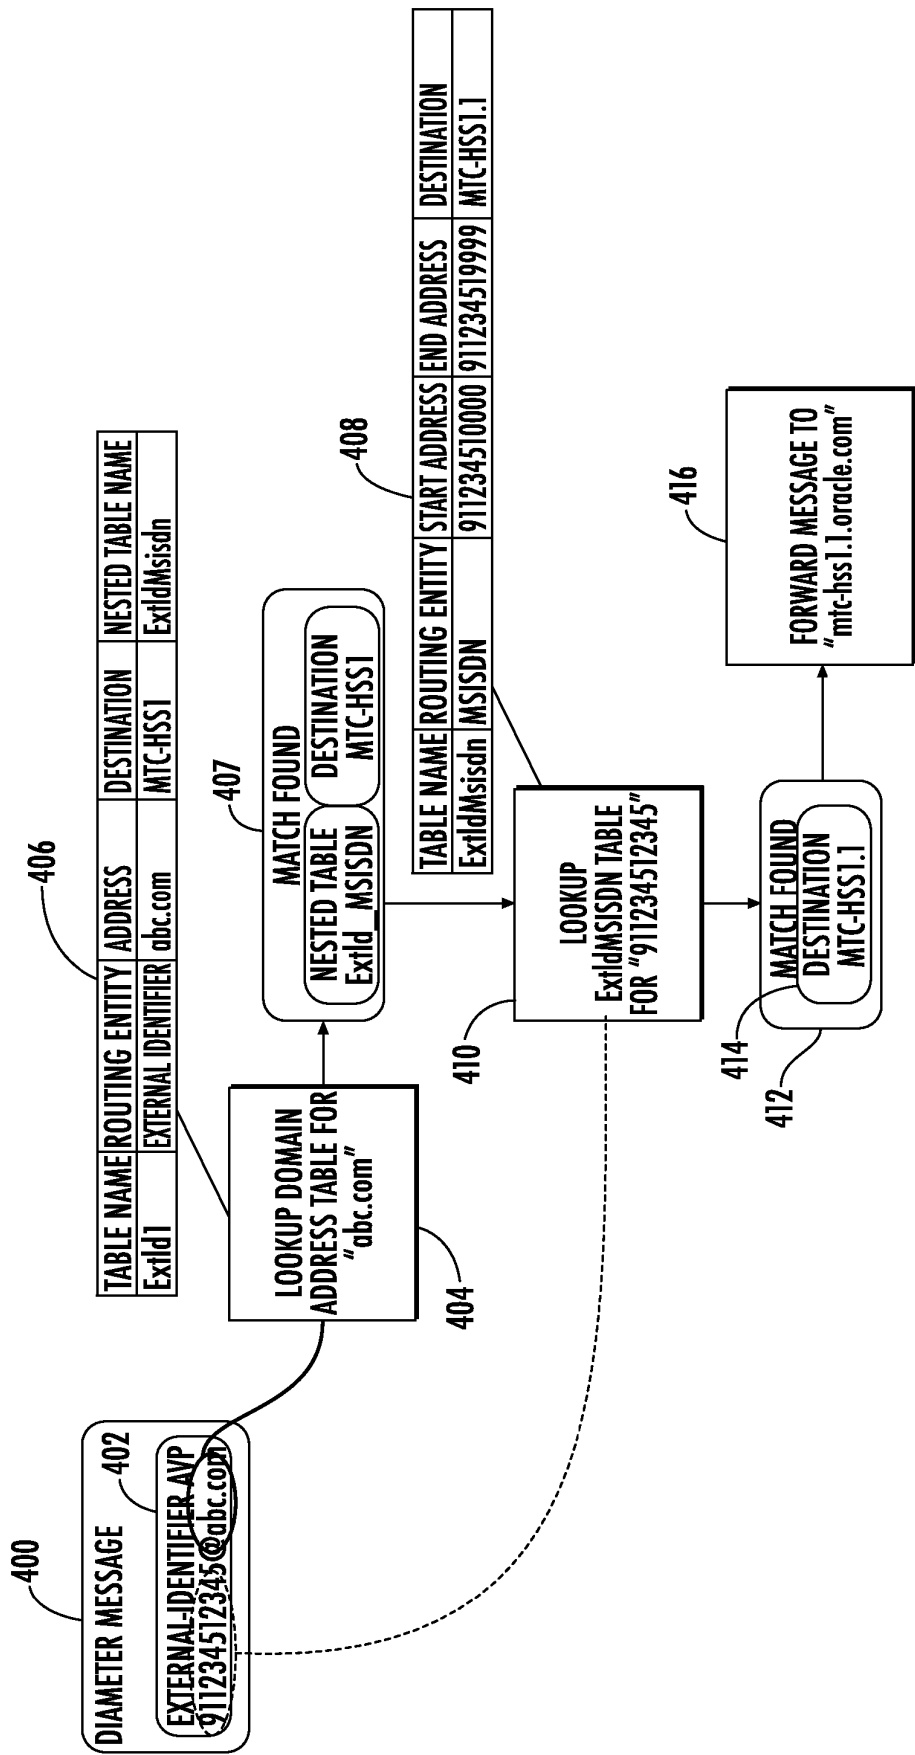 400
DIAMETER MESSAGE
402
EXTERNAL-IDENTIFIER AVP
911234512345@abc.com
406
TABLE NAME ROUTING ENTITY ADDRESS DESTINATION NESTED TABLE NAME
ExtId1 EXTERNAL IDENTIFIER abc.com MTC-HSS1 ExtIdMsisdn
LOOKUP DOMAIN
ADDRESS TABLE FOR
"abc.com"
404
407
MATCH FOUND
NESTED TABLE
ExtId_MSISDN
DESTINATION
MTC-HSS1
408
TABLE NAME ROUTING ENTITY START ADDRESS END ADDRESS DESTINATION
ExtIdMsisdn MSISDN 911234510000 911234519999 MTC-HSS1.1
410
LOOKUP
ExtIdMSISDN TABLE
FOR "911234512345"
414
412
MATCH FOUND
DESTINATION
MTC-HSS1.1
416
FORWARD MESSAGE TO
"mtc-hss1.1.oracle.com"